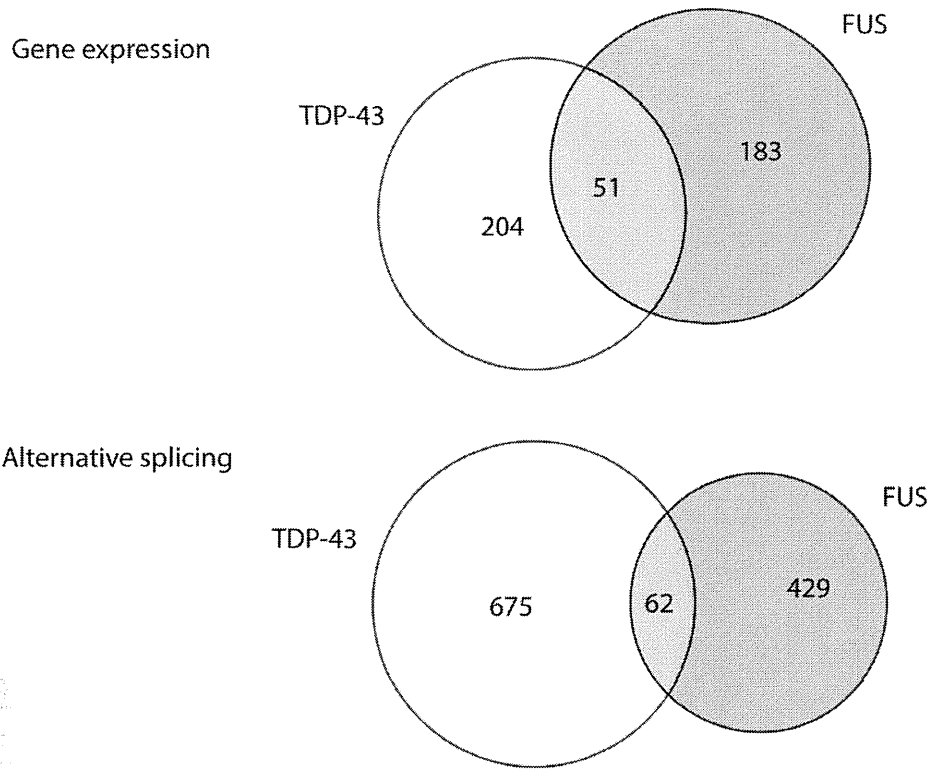 Gene expression
FUS
TDP-43
183
51
204
Alternative splicing
FUS
TDP-43
429
675
62